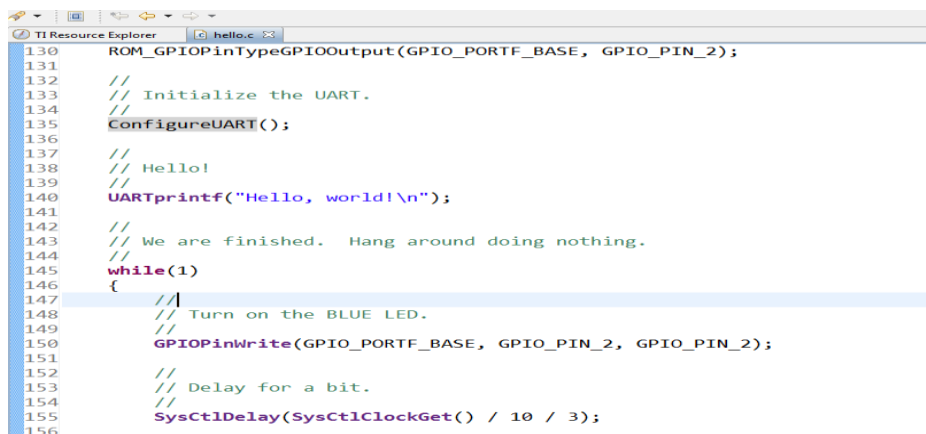 TI Resource Explorer hello.c
130 ROM_GPIOPinTypeGPIOOutput(GPIO_PORTF_BASE, GPIO_PIN_2);
131
132 //
133 // Initialize the UART.
134 //
135 ConfigureUART();
136
137 //
138 // Hello!
139 //
140 UARTprintf("Hello, world!\n");
141
142 //
143 // We are finished.  Hang around doing nothing.
144 //
145 while(1)
146 {
147 //
148 // Turn on the BLUE LED.
149 //
150 GPIOPinWrite(GPIO_PORTF_BASE, GPIO_PIN_2, GPIO_PIN_2);
151
152 //
153 // Delay for a bit.
154 //
155 SysCtlDelay(SysCtlClockGet() / 10 / 3);
156